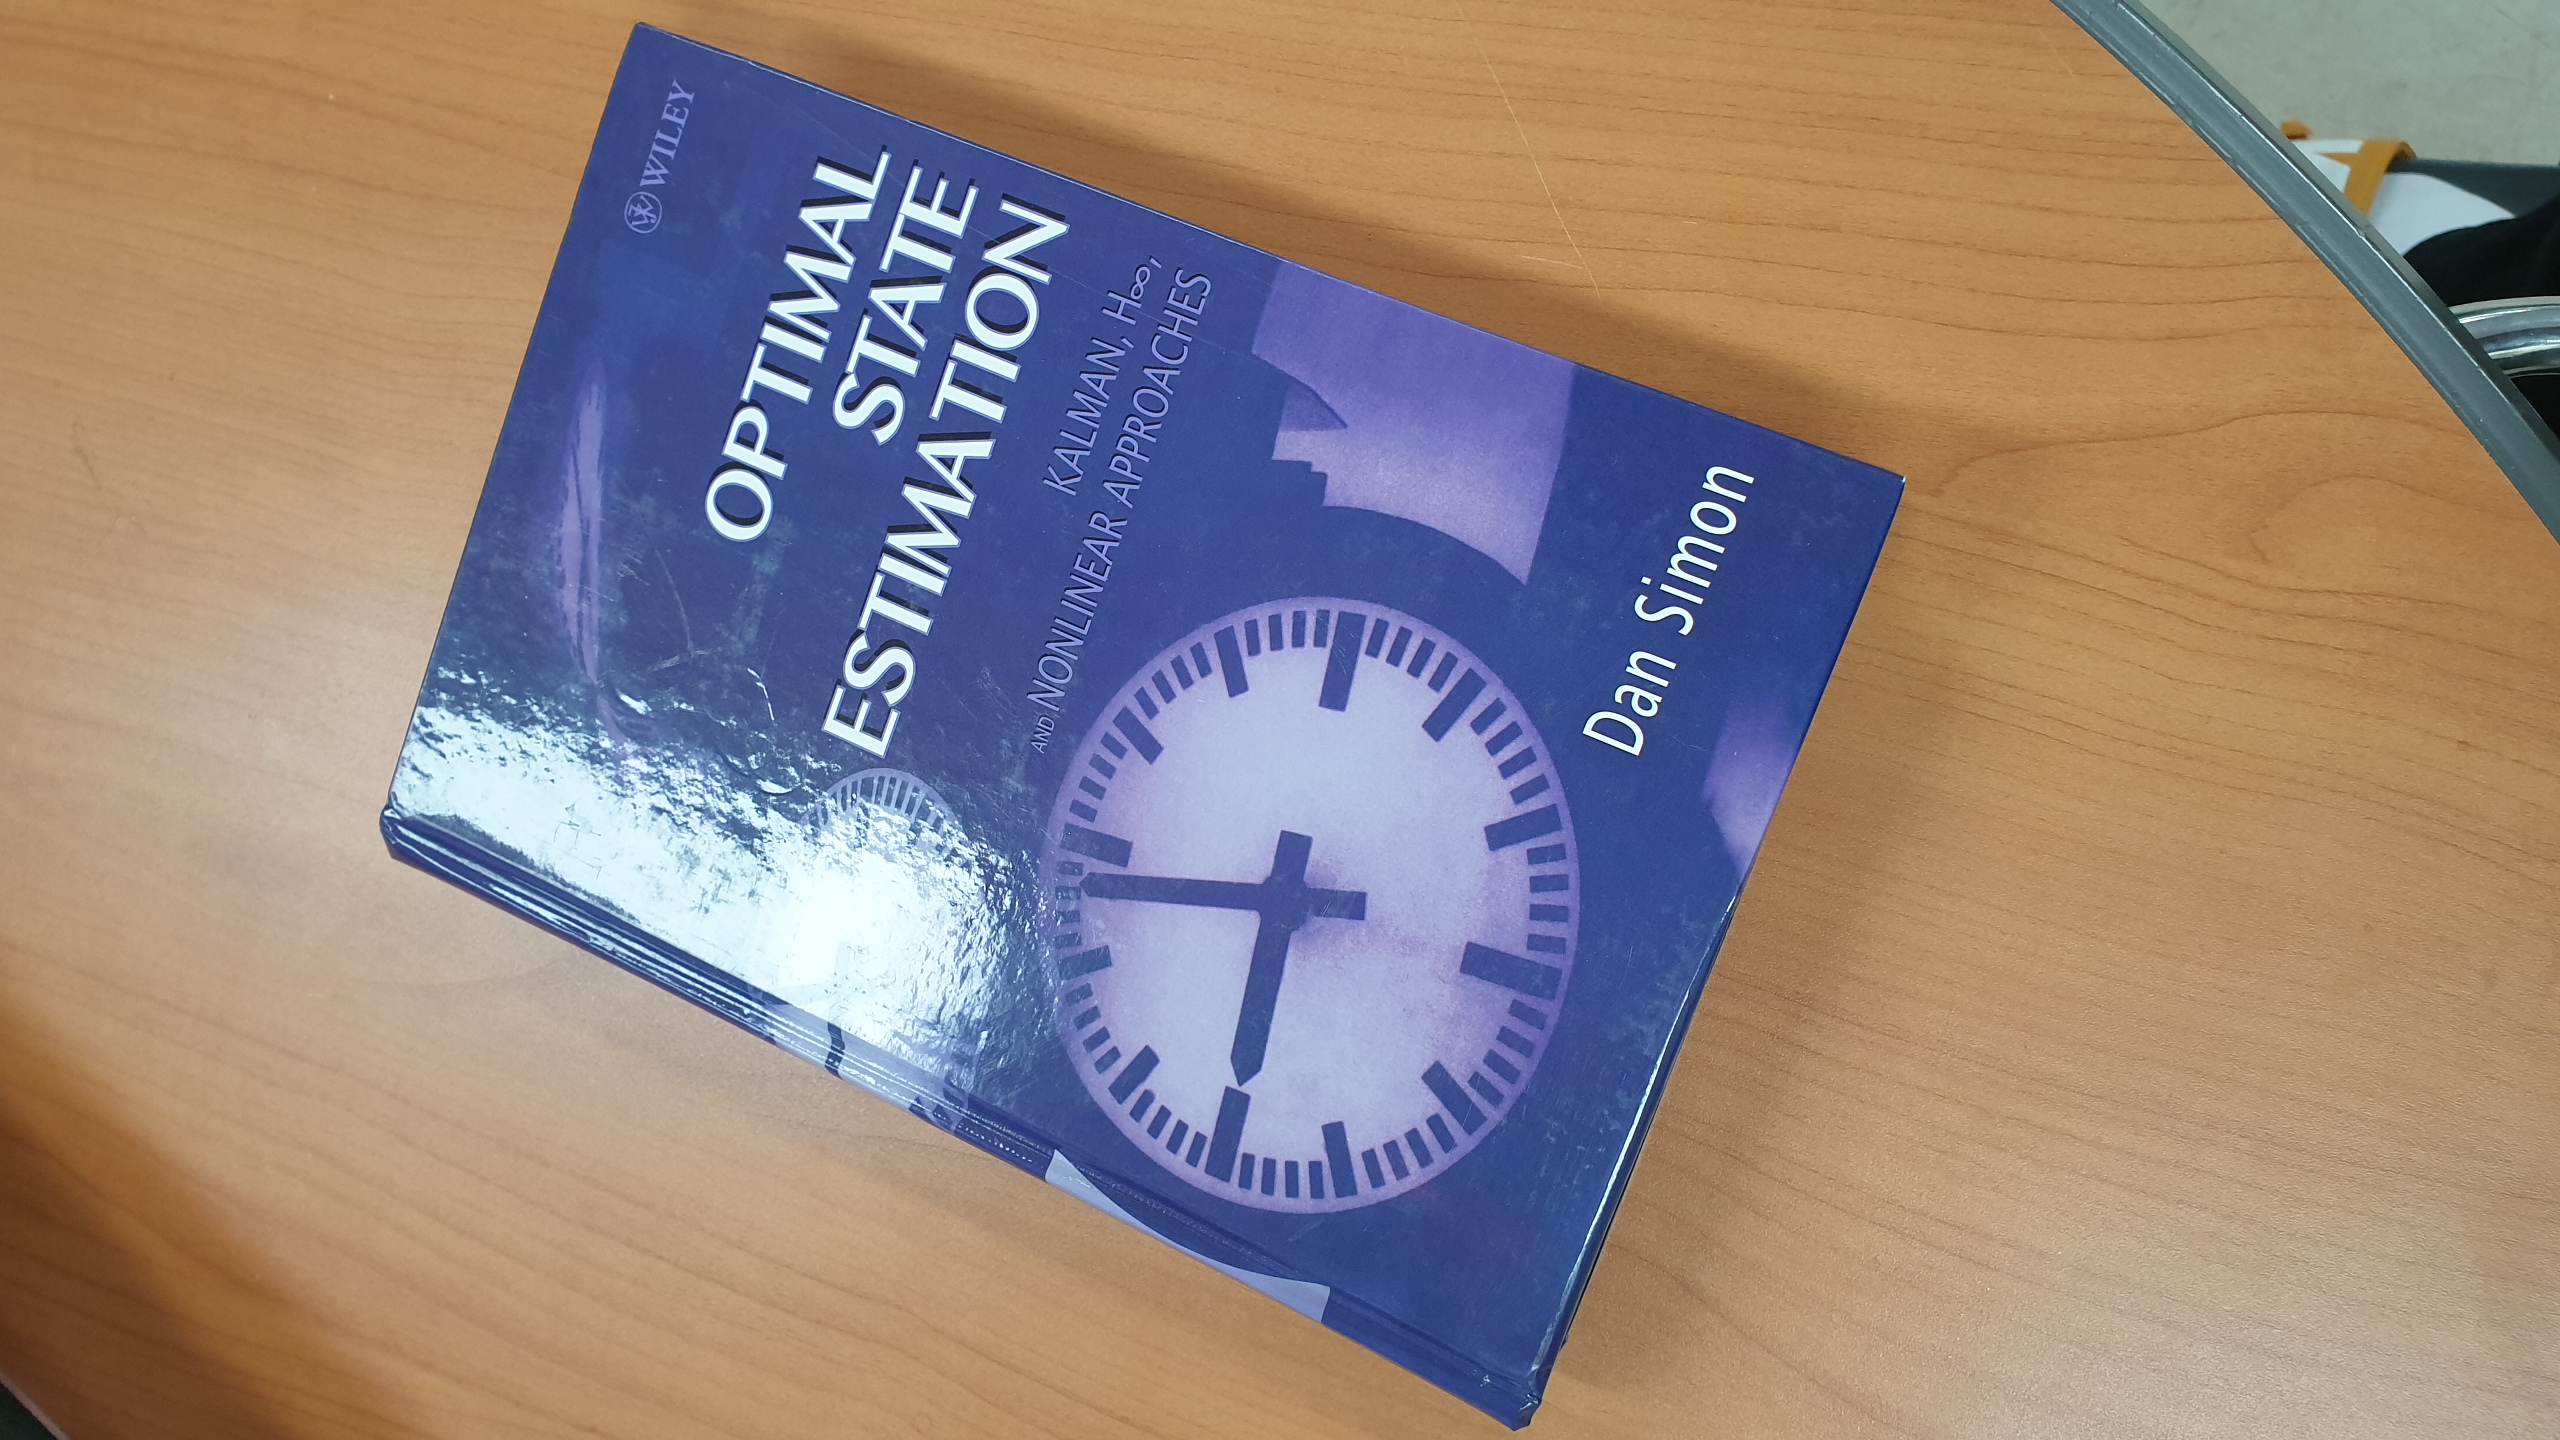 WILEY
OPTIMAL
STATE
ESTIMATION
KALMAN, H∞,
AND NONLINEAR APPROACHES
Dan Simon